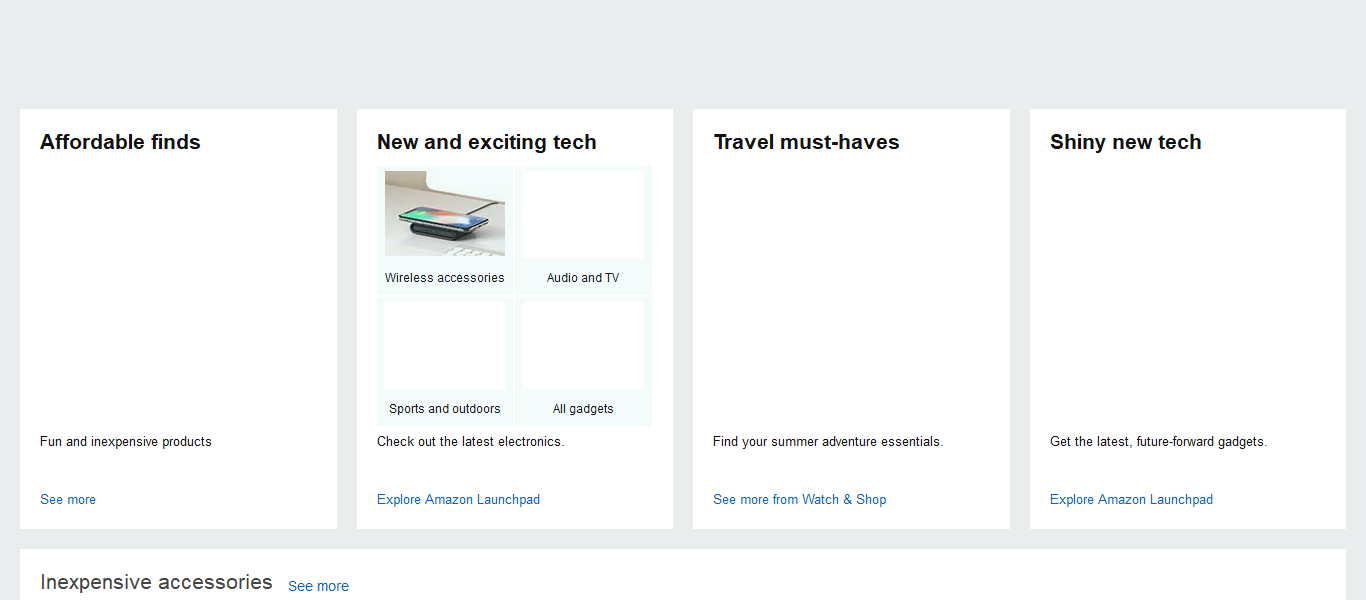 Affordable finds
Fun and inexpensive products
See more
New and exciting tech
Wireless accessories
Audio and TV
Sports and outdoors
All gadgets
Check out the latest electronics.
Explore Amazon Launchpad
Travel must-haves
Find your summer adventure essentials.
See more from Watch & Shop
Shiny new tech
Get the latest, future-forward gadgets.
Explore Amazon Launchpad
Inexpensive accessories See more